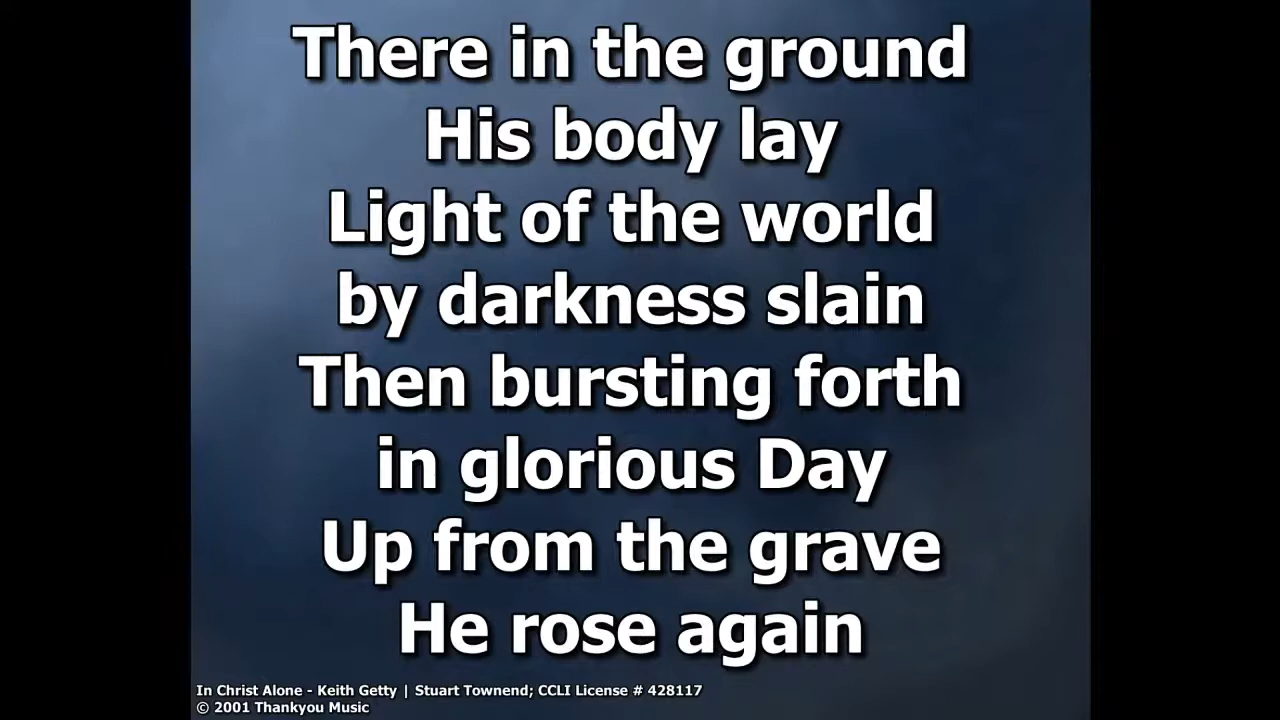 There in the ground
His body lay
Light of the world
by darkness slain
Then bursting forth
in glorious Day
Up from the grave
He rose again
In Christ Alone - Keith Getty | Stuart Townend; CCLI License # 428117
© 2001 Thankyou Music